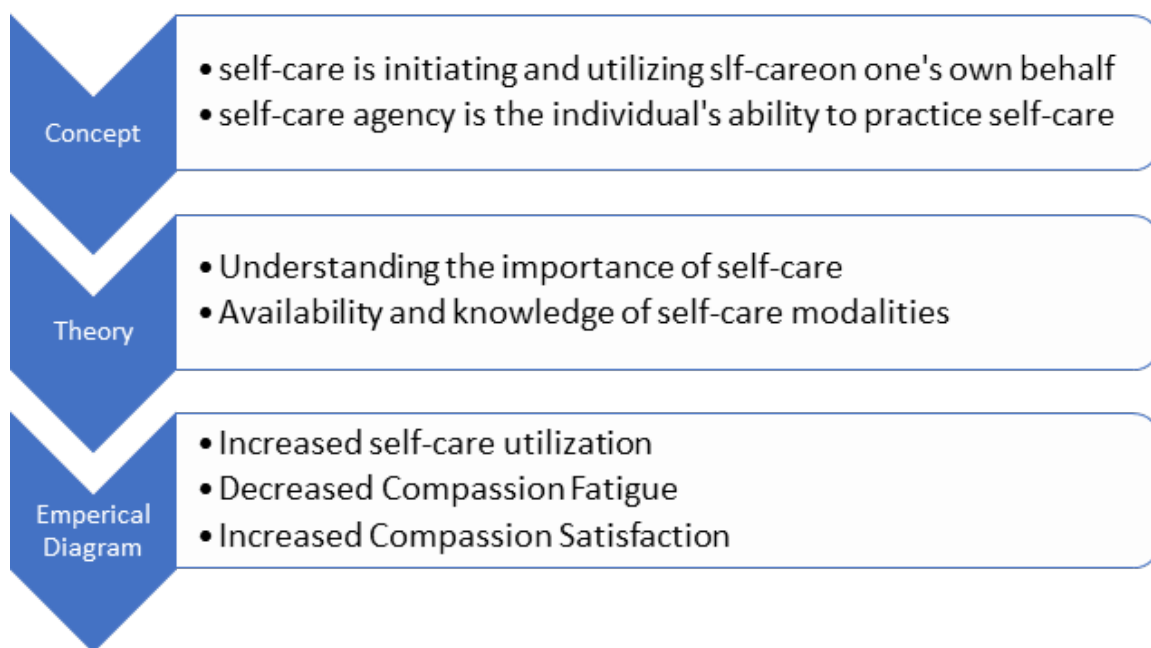 Concept
• self-care is initiating and utilizing slf-careon one's own behalf
• self-care agency is the individual's ability to practice self-care
Theory
• Understanding the importance of self-care
• Availability and knowledge of self-care modalities
Emperical
Diagram
• Increased self-care utilization
• Decreased Compassion Fatigue
• Increased Compassion Satisfaction